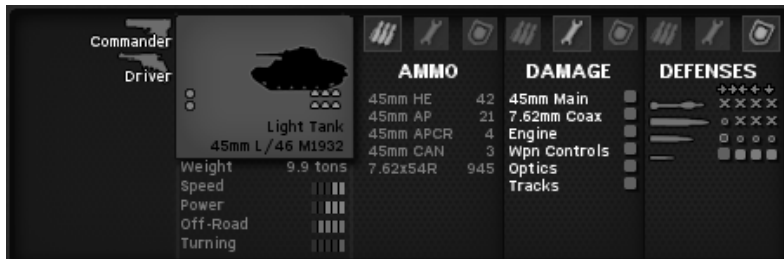 Commander
Driver
Light Tank
45mm L/46 M1932
Weight 9.9 tons
Speed
Power
Off-Road
Turning
AMMO
45mm HE 42
45mm AP 21
45mm APCR 4
45mm CAN 3
7.62x54R 945
DAMAGE
45mm Main
7.62mm Coax
Engine
Wpn Controls
Optics
Tracks
DEFENSES